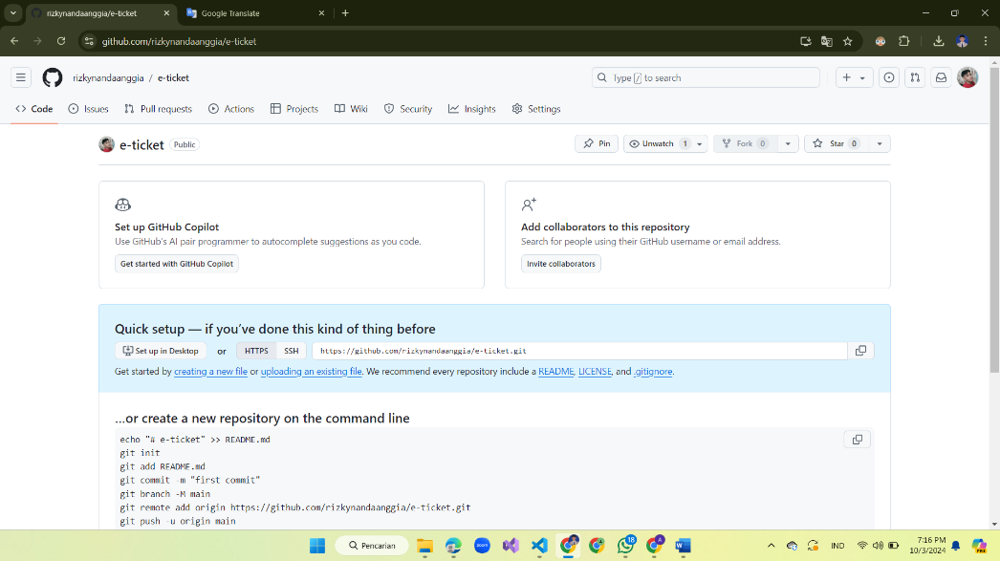 rizkynandaanggia/e-ticket
Google Translate
github.com/rizkynandaanggia/e-ticket
rizkynandaanggia / e-ticket
Type / to search
Code
Issues
Pull requests
Actions
Projects
Wiki
Security
Insights
Settings
e-ticket Public
Pin
Unwatch 1
Fork 0
Star 0
Set up GitHub Copilot
Use GitHub's AI pair programmer to autocomplete suggestions as you code.
Get started with GitHub Copilot
Add collaborators to this repository
Search for people using their GitHub username or email address.
Invite collaborators
Quick setup — if you've done this kind of thing before
Set up in Desktop or HTTPS SSH https://github.com/rizkynandaanggia/e-ticket.git
Get started by creating a new file or uploading an existing file. We recommend every repository include a README, LICENSE, and .gitignore.
...or create a new repository on the command line
echo "# e-ticket" >> README.md
git init
git add README.md
git commit -m "first commit"
git branch -M main
git remote add origin https://github.com/rizkynandaanggia/e-ticket.git
git push -u origin main
Pencarian
zoom
18
IND
7:16 PM
10/3/2024